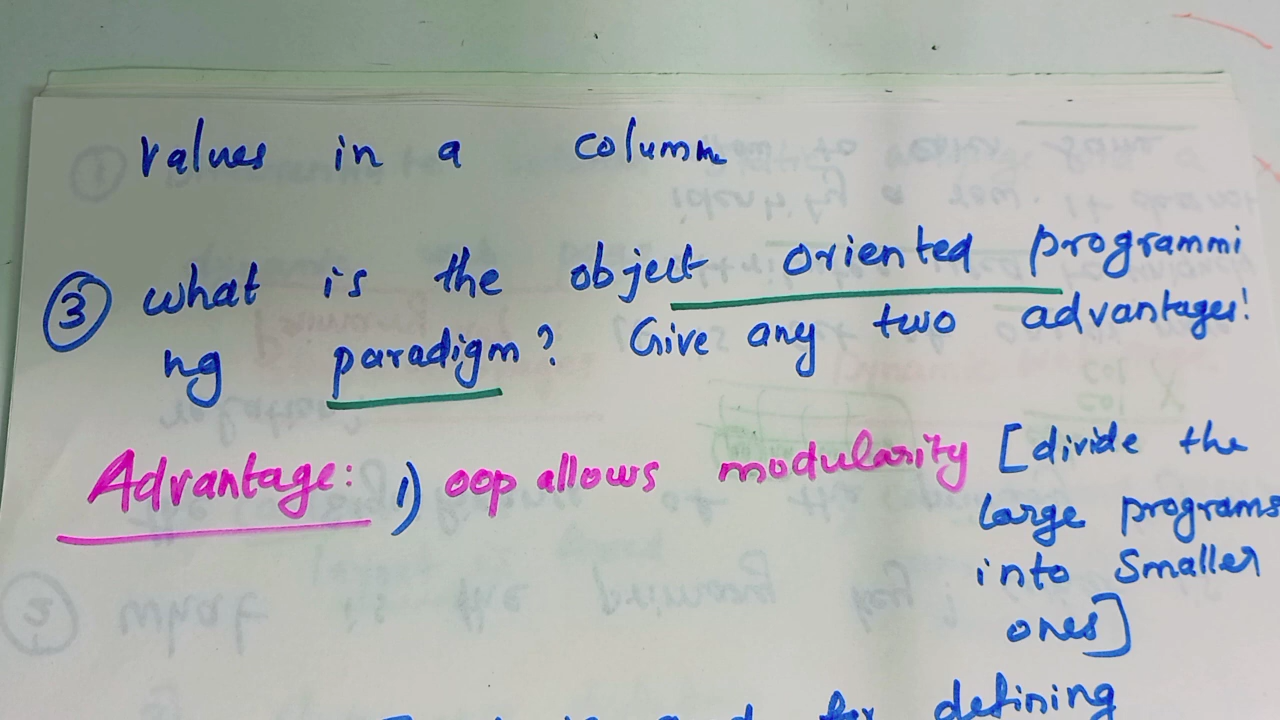 values in a column
③ what is the object oriented programmi
ng paradigm? Give any two advantages!
Advantage: 1) oop allows modularity [divide the
large programs
into smaller
ones]
for defining